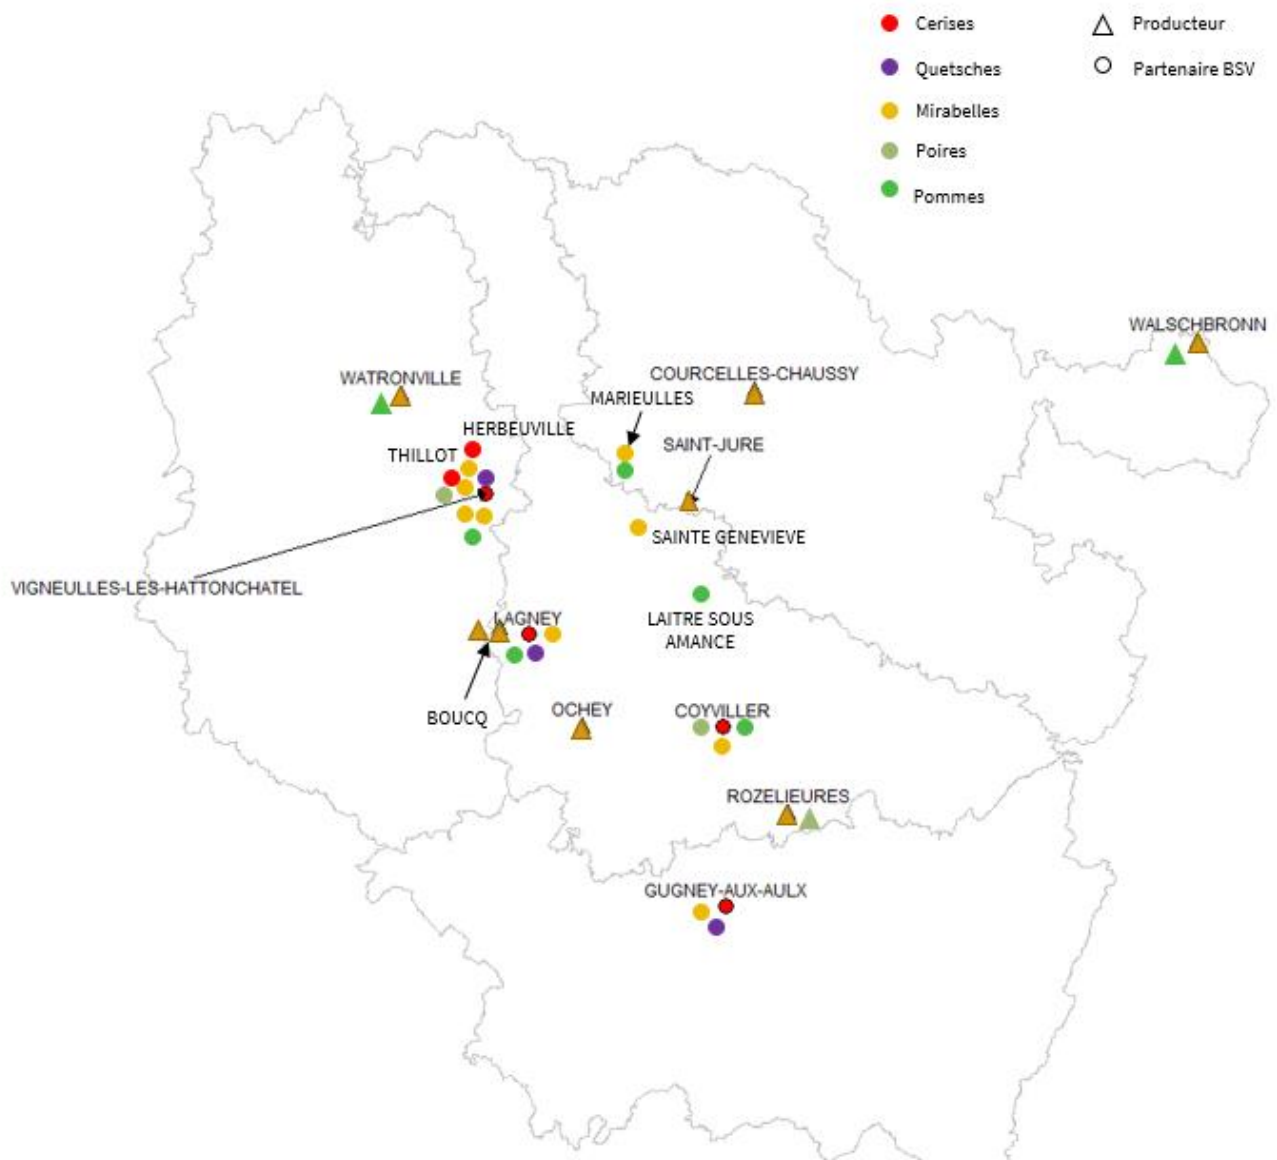 Cerises
Producteur
Quetsches
Partenaire BSV
Mirabelles
Poires
Pommes
WALSCHBRONN
WATRONVILLE
COURCELLES-CHAUSSY
MARIEULLES
HERBEUVILLE
SAINT-JURE
THILLOT
SAINTE GENEVIEVE
VIGNEULLES-LES-HATTONCHATEL
LAGNEY
LAITRE SOUS
AMANCE
BOUCQ
OCHEY
COYVILLER
ROZELIEURES
GUGNEY-AUX-AULX